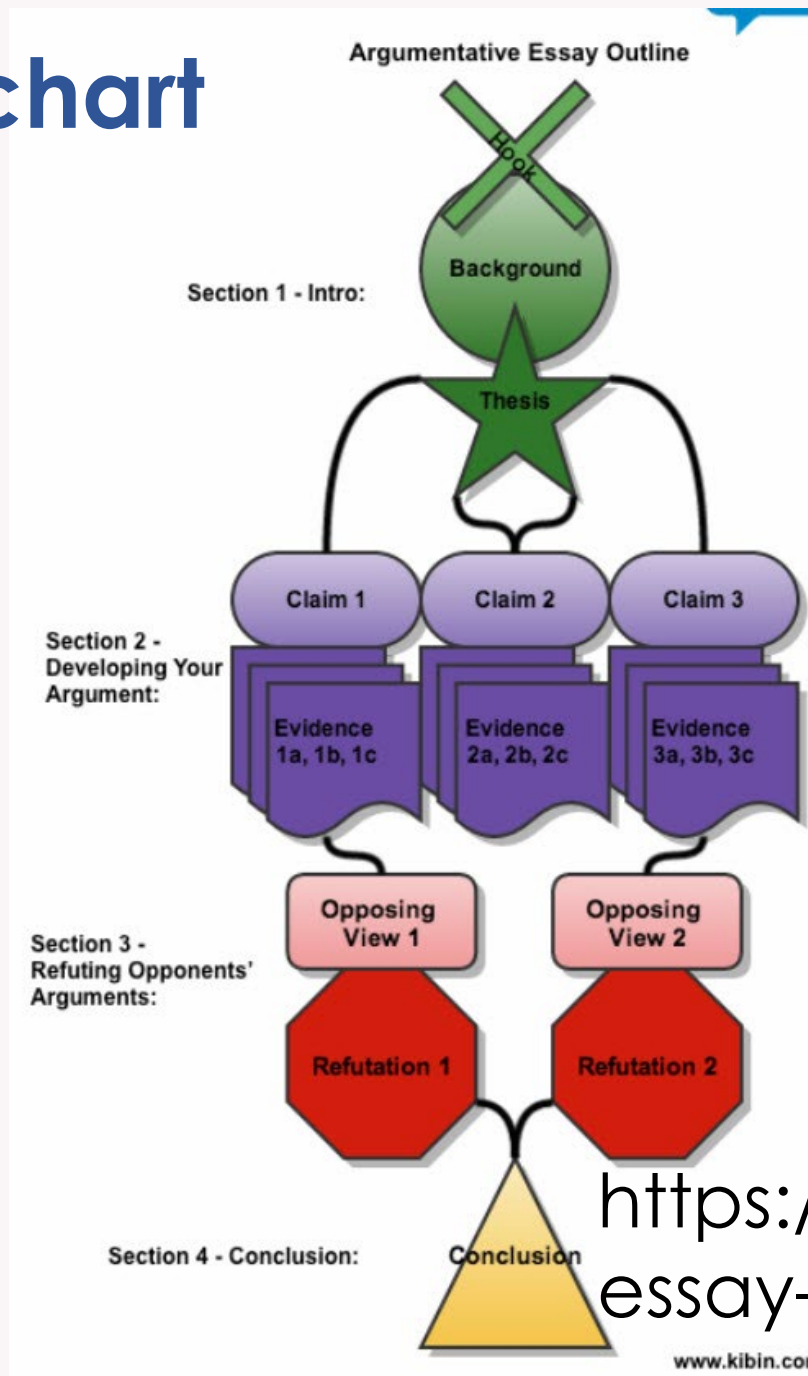 chart
Argumentative Essay Outline
Hook
Background
Section 1 - Intro:
Thesis
Claim 1
Claim 2
Claim 3
Section 2 -
Developing Your
Argument:
Evidence
1a, 1b, 1c
Evidence
2a, 2b, 2c
Evidence
3a, 3b, 3c
Opposing
View 1
Opposing
View 2
Section 3 -
Refuting Opponents'
Arguments:
Refutation 1
Refutation 2
https:/
essay-
Section 4 - Conclusion:
Conclusion
www.kibin.co